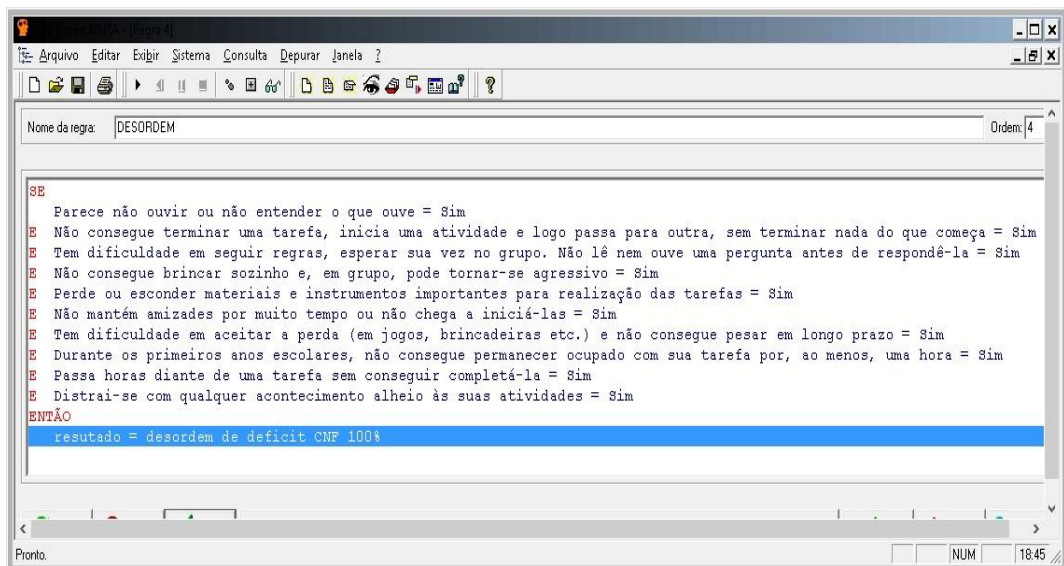 SINTA - [Regra 4]
Arquivo Editar Exibir Sistema Consulta Depurar Janela ?
Nome da regra: DESORDEM Ordem: 4
SE
Parece não ouvir ou não entender o que ouve = Sim
E Não consegue terminar uma tarefa, inicia uma atividade e logo passa para outra, sem terminar nada do que começa = Sim
E Tem dificuldade em seguir regras, esperar sua vez no grupo. Não lê nem ouve uma pergunta antes de respondê-la = Sim
E Não consegue brincar sozinho e, em grupo, pode tornar-se agressivo = Sim
E Perde ou esconder materiais e instrumentos importantes para realização das tarefas = Sim
E Não mantém amizades por muito tempo ou não chega a iniciá-las = Sim
E Tem dificuldade em aceitar a perda (em jogos, brincadeiras etc.) e não consegue pesar em longo prazo = Sim
E Durante os primeiros anos escolares, não consegue permanecer ocupado com sua tarefa por, ao menos, uma hora = Sim
E Passa horas diante de uma tarefa sem conseguir completá-la = Sim
E Distrai-se com qualquer acontecimento alheio às suas atividades = Sim
ENTÃO
resutado = desordem de deficit CNF 100%
Pronto. NUM 18:45